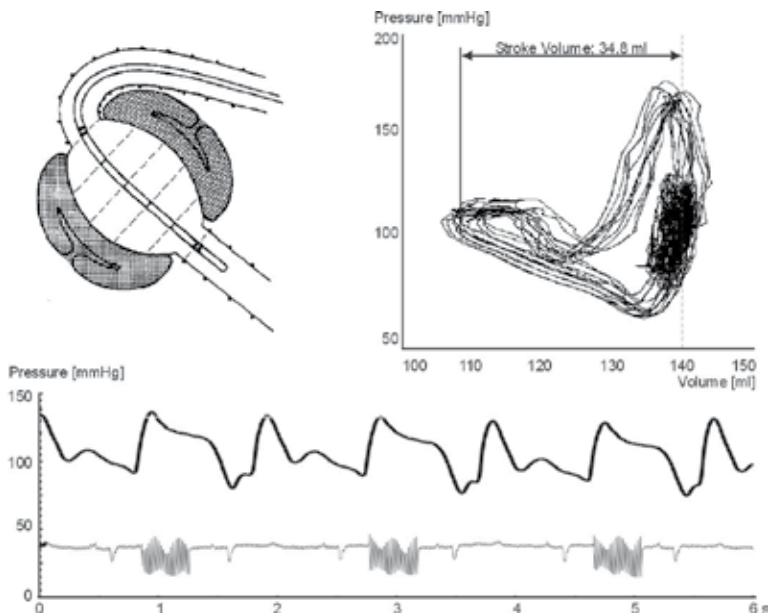 Pressure [mmHg]
200
Stroke Volume: 34.8 ml
150
100
50
100 110 120 130 140 150
Volume [ml]
Pressure [mmHg]
150
100
50
0
0 1 2 3 4 5 6 s